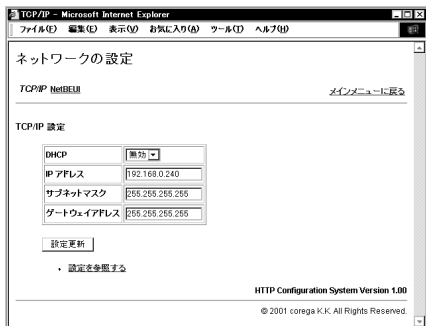 TCP/IP - Microsoft Internet Explorer
ファイル(F) 編集(E) 表示(V) お気に入り(A) ツール(T) ヘルプ(H)
ネットワークの設定
TCP/IP NetBEUI メインメニューに戻る
TCP/IP 設定
DHCP 無効
IP アドレス 192.168.0.240
サブネットマスク 255.255.255.255
ゲートウェイアドレス 255.255.255.255
設定更新
・ 設定を参照する
HTTP Configuration System Version 1.00
© 2001 corega K.K. All Rights Reserved.